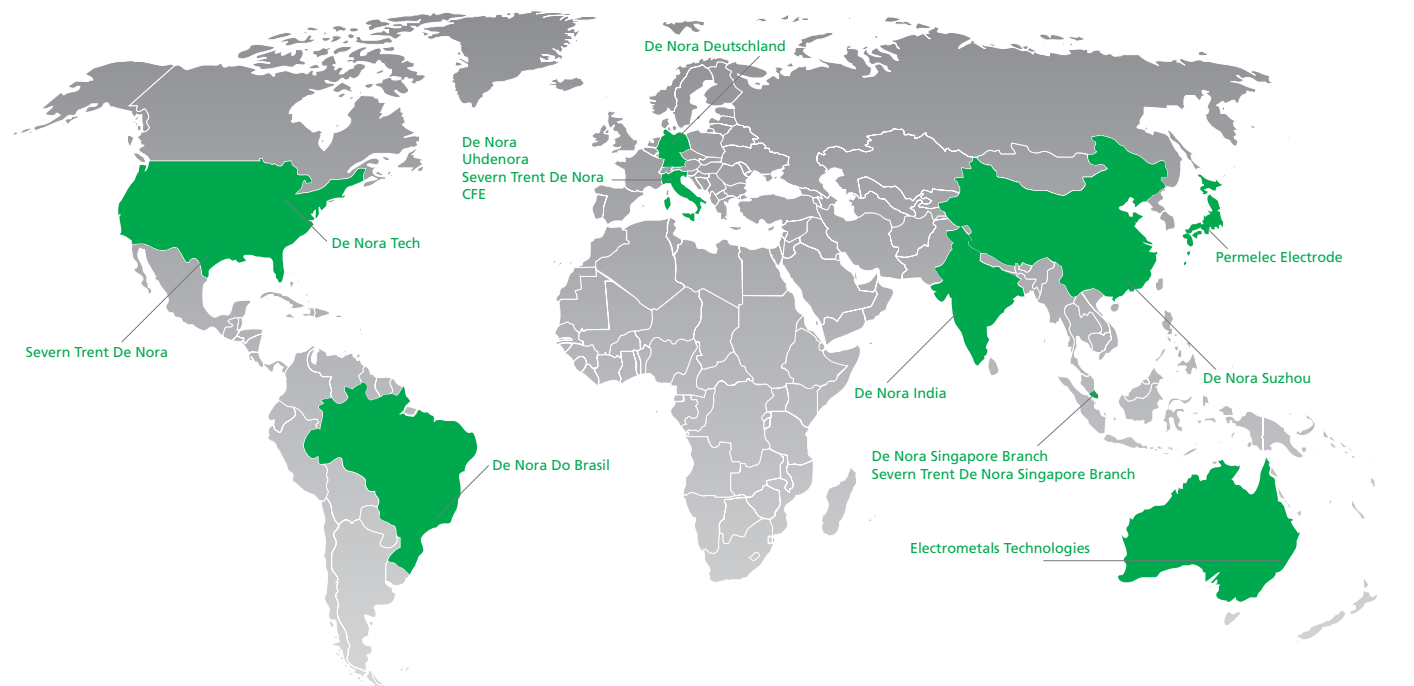 De Nora Deutschland
De Nora
Uhdenora
Severn Trent De Nora
CFE
De Nora Tech
Permelec Electrode
Severn Trent De Nora
De Nora Suzhou
De Nora India
De Nora Singapore Branch
Severn Trent De Nora Singapore Branch
De Nora Do Brasil
Electrometals Technologies